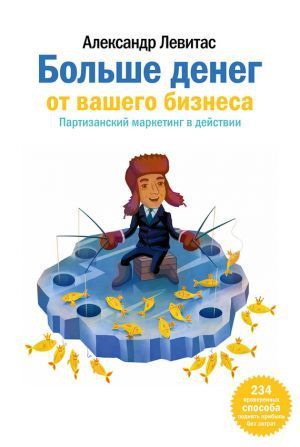 Александр Левитас
Больше денег
от вашего бизнеса
Партизанский маркетинг в действии
234
проверенных
способа
поднять прибыль
без затрат